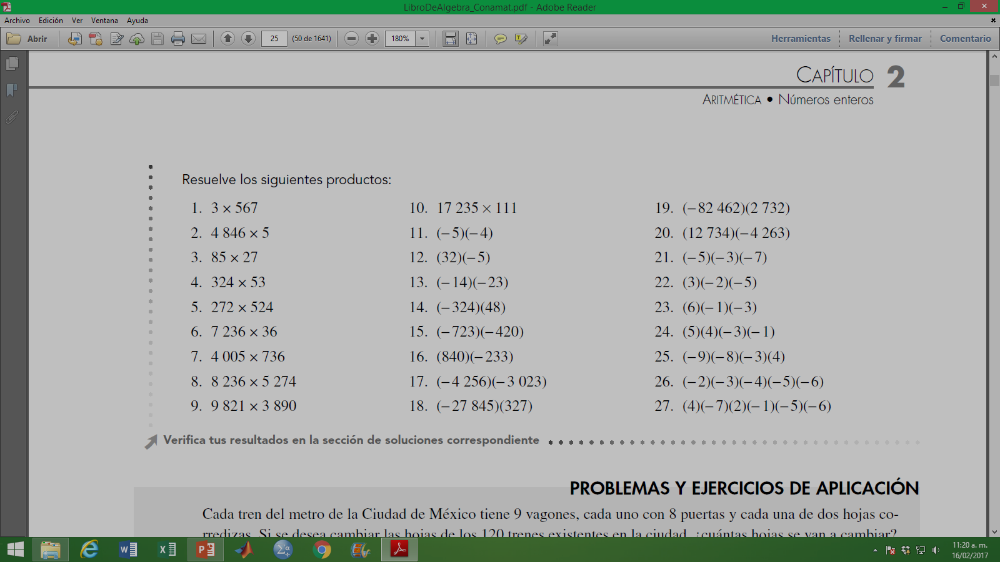 LibroDeAlgebra_Conamat.pdf - Adobe Reader
Archivo Edición Ver Ventana Ayuda
Abrir 25 (50 de 1641) 180% Herramientas Rellenar y firmar Comentario
CAPÍTULO 2
ARITMÉTICA • Números enteros
Resuelve los siguientes productos:
1. 3 × 567
2. 4 846 × 5
3. 85 × 27
4. 324 × 53
5. 272 × 524
6. 7 236 × 36
7. 4 005 × 736
8. 8 236 × 5 274
9. 9 821 × 3 890
10. 17 235 × 111
11. (−5)(−4)
12. (32)(−5)
13. (−14)(−23)
14. (−324)(48)
15. (−723)(−420)
16. (840)(−233)
17. (−4 256)(−3 023)
18. (−27 845)(327)
19. (−82 462)(2 732)
20. (12 734)(−4 263)
21. (−5)(−3)(−7)
22. (3)(−2)(−5)
23. (6)(−1)(−3)
24. (5)(4)(−3)(−1)
25. (−9)(−8)(−3)(4)
26. (−2)(−3)(−4)(−5)(−6)
27. (4)(−7)(2)(−1)(−5)(−6)
Verifica tus resultados en la sección de soluciones correspondiente
PROBLEMAS Y EJERCICIOS DE APLICACIÓN
Cada tren del metro de la Ciudad de México tiene 9 vagones, cada uno con 8 puertas y cada una de dos hojas co-
rredizas. Si se desea cambiar las hojas de los 120 trenes existentes en la ciudad, ¿cuántas hojas se van a cambiar?
11:20 a. m.
16/02/2017